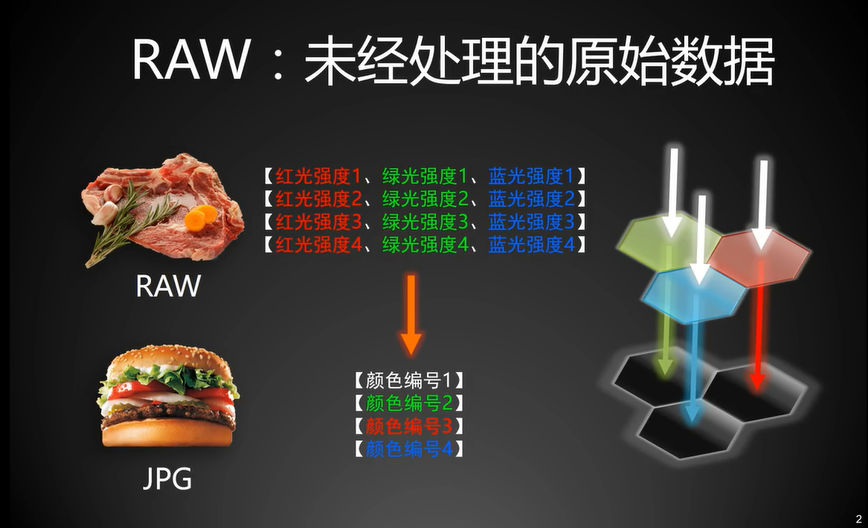 RAW：未经处理的原始数据
【红光强度1、绿光强度1、蓝光强度1】
【红光强度2、绿光强度2、蓝光强度2】
【红光强度3、绿光强度3、蓝光强度3】
【红光强度4、绿光强度4、蓝光强度4】
RAW
【颜色编号1】
【颜色编号2】
【颜色编号3】
【颜色编号4】
JPG
2